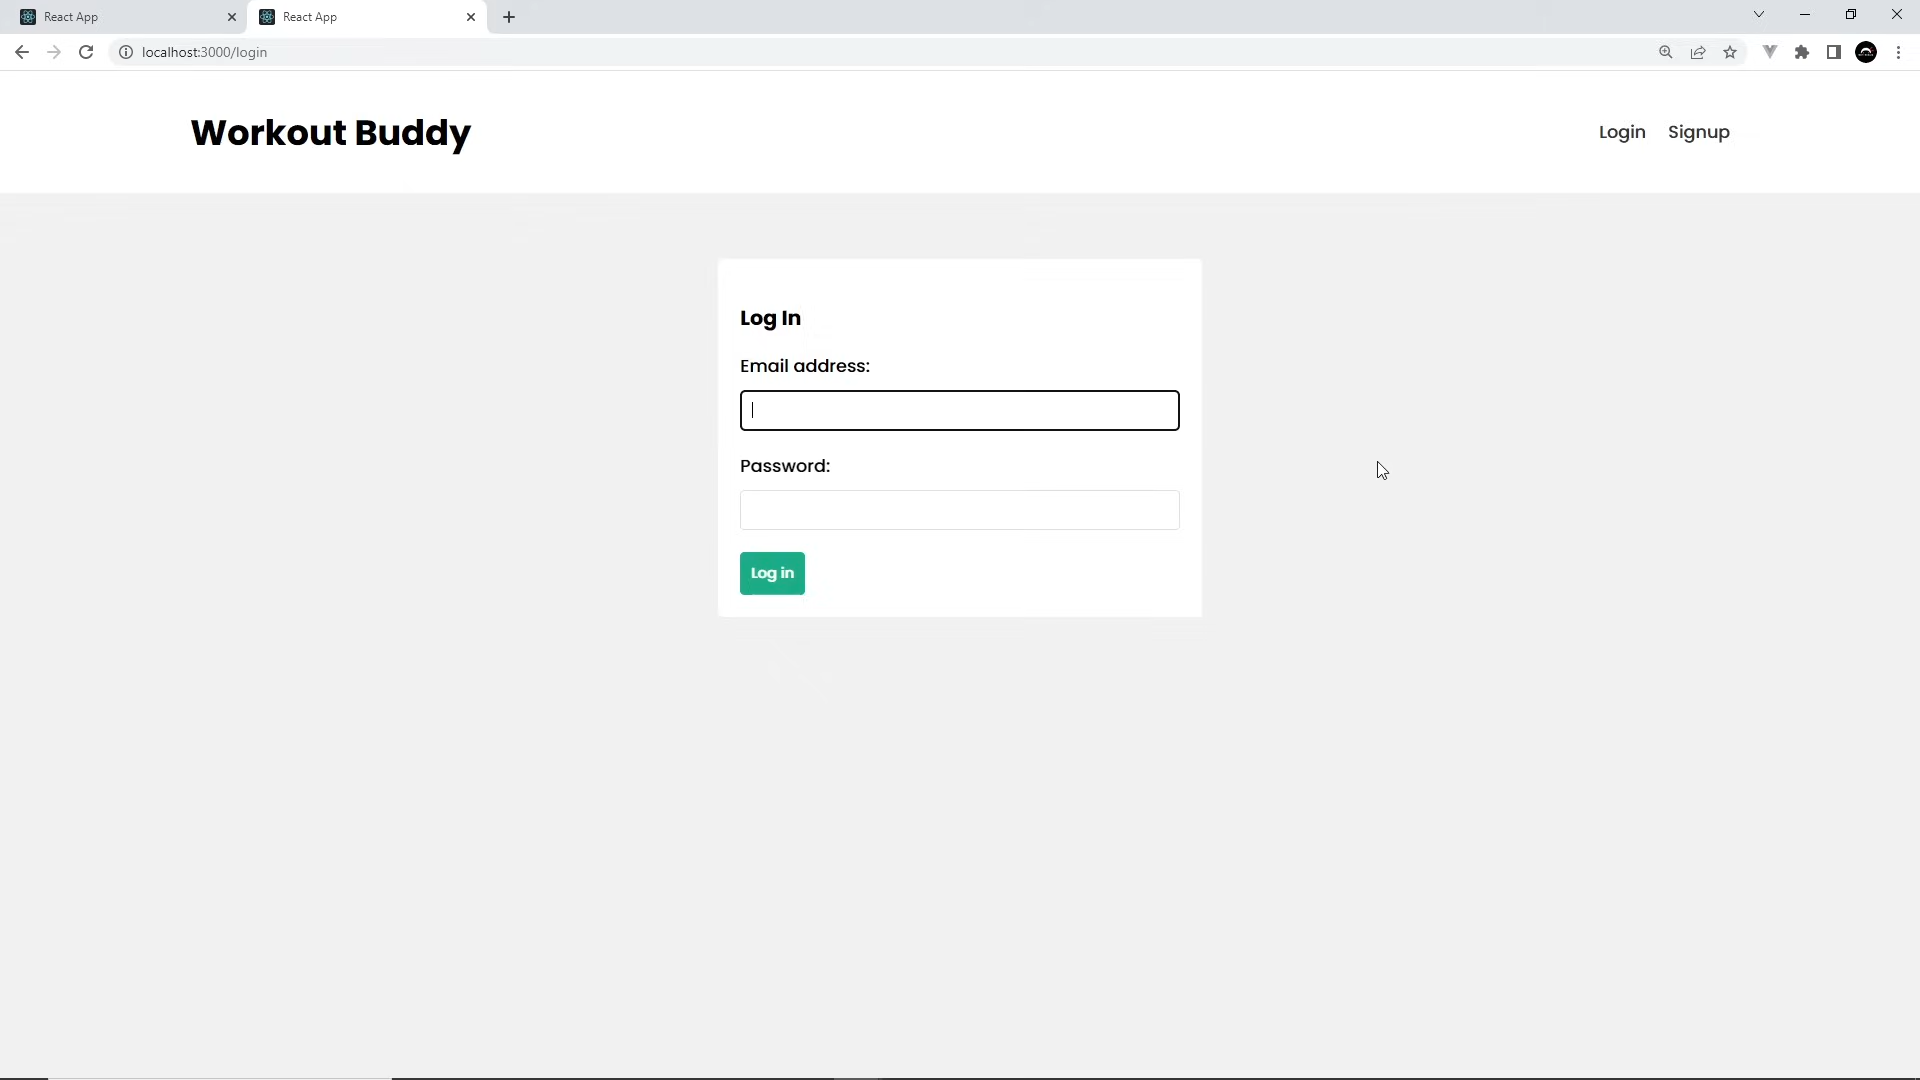 React App
React App
localhost:3000/login
Workout Buddy
Login
Signup
Log In
Email address:
Password:
Log in